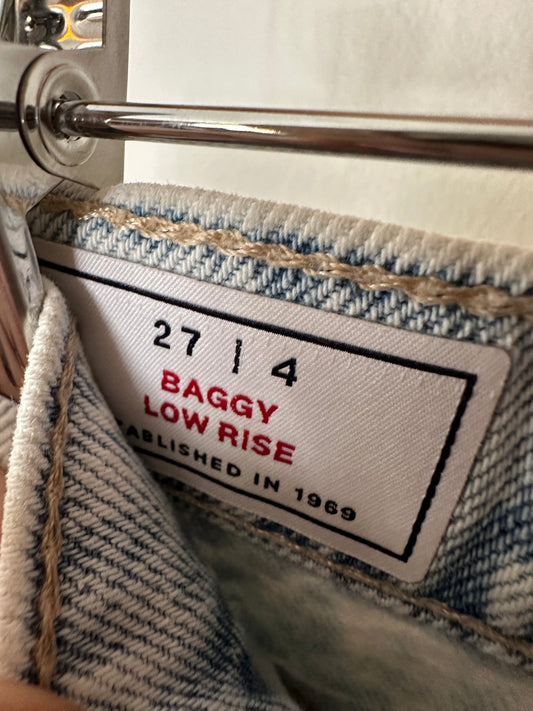 27 | 4
BAGGY
LOW RISE
ABLISHED IN 1969